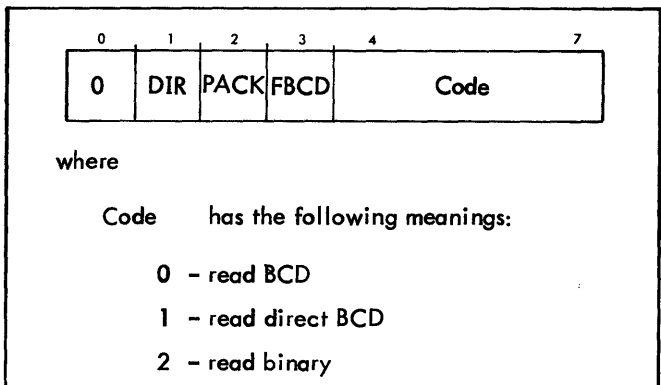 0 1 2 3 4 7
0 DIR PACK FBCD Code
where
Code has the following meanings:
0 – read BCD
1 – read direct BCD
2 – read binary